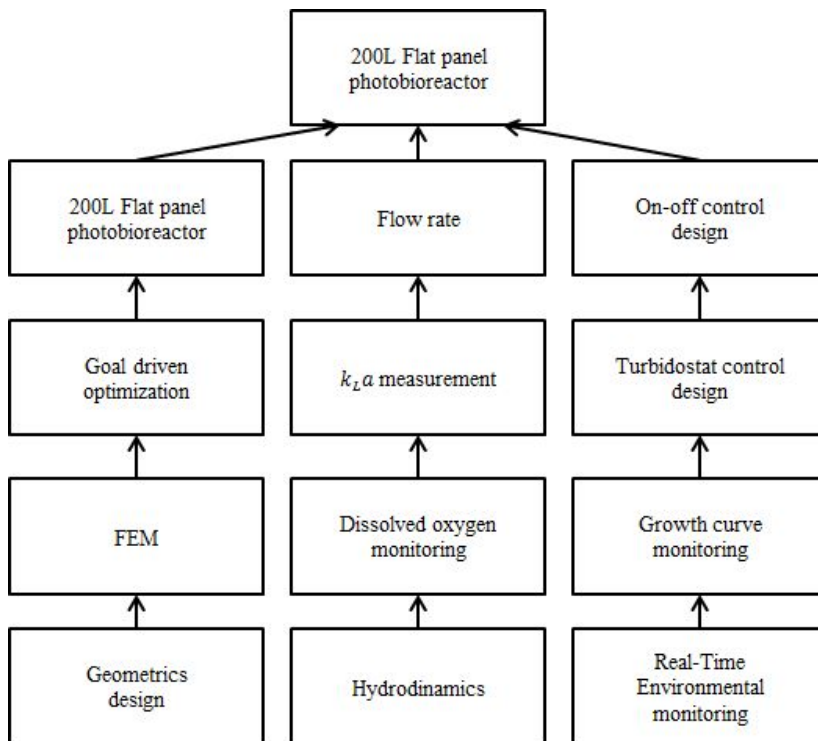 200L Flat panel
photobioreactor
200L Flat panel
photobioreactor
Flow rate
On-off control
design
Goal driven
optimization
k_L a measurement
Turbidostat control
design
FEM
Dissolved oxygen
monitoring
Growth curve
monitoring
Geometrics
design
Hydrodinamics
Real-Time
Environmental
monitoring